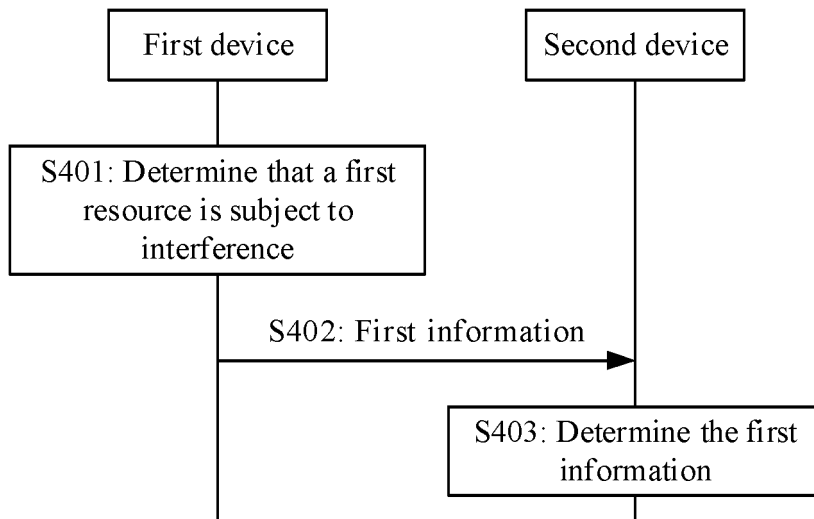 First device
Second device
S401: Determine that a first
resource is subject to
interference
S402: First information
S403: Determine the first
information